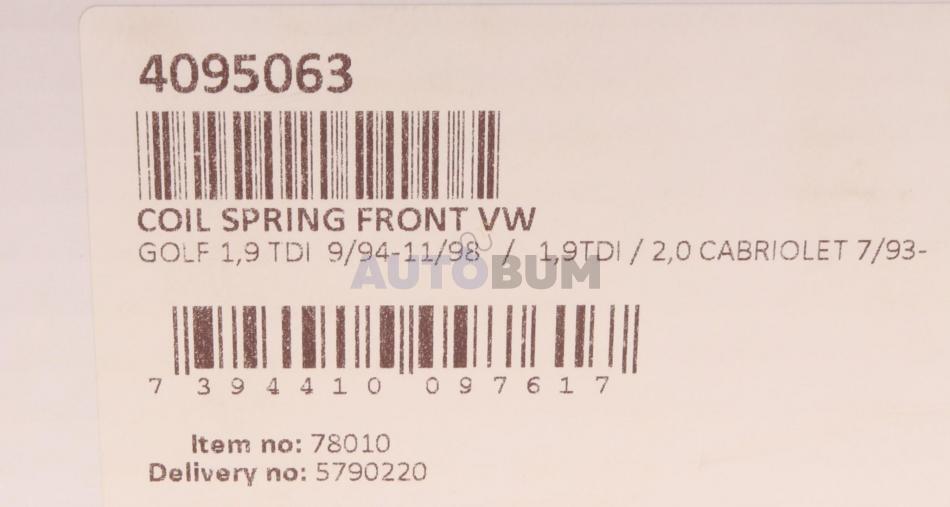 4095063
COIL SPRING FRONT VW
GOLF 1,9 TDI 9/94-11/98 / 1,9TDI / 2,0 CABRIOLET 7/93-
AUTOBUM
7 394410 097617
Item no: 78010
Delivery no: 5790220